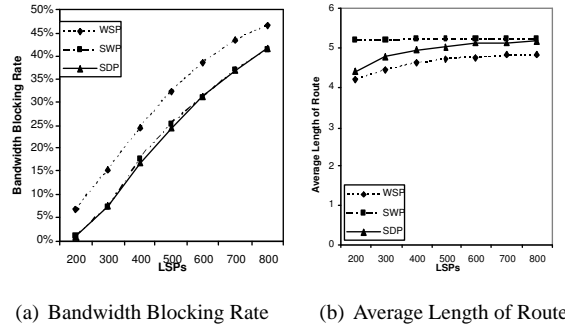 50%
45%
40%
35%
30%
25%
20%
15%
10%
5%
0%
Bandwidth Blocking Rate
WSP
SWP
SDP
200 300 400 500 600 700 800
LSPs
6
5
4
3
2
1
0
Average Length of Route
WSP
SWP
SDP
200 300 400 500 600 700 800
LSPs
(a) Bandwidth Blocking Rate
(b) Average Length of Route